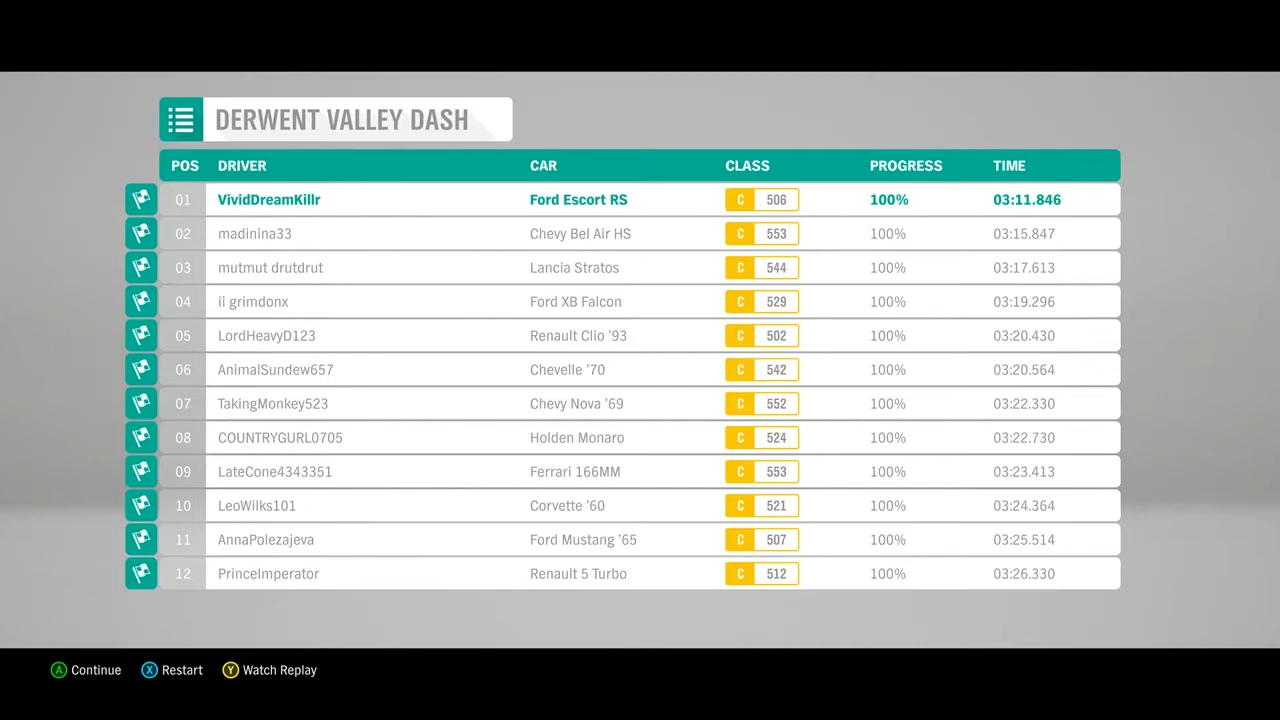 DERWENT VALLEY DASH
POS DRIVER CAR CLASS PROGRESS TIME
01 VividDreamKillr Ford Escort RS C 506 100% 03:11.846
02 madinina33 Chevy Bel Air HS C 553 100% 03:15.847
03 mutmut drutdrut Lancia Stratos C 544 100% 03:17.613
04 ii grimdonx Ford XB Falcon C 529 100% 03:19.296
05 LordHeavyD123 Renault Clio '93 C 502 100% 03:20.430
06 AnimalSundew657 Chevelle '70 C 542 100% 03:20.564
07 TakingMonkey523 Chevy Nova '69 C 552 100% 03:22.330
08 COUNTRYGURL0705 Holden Monaro C 524 100% 03:22.730
09 LateCone4343351 Ferrari 166MM C 553 100% 03:23.413
10 LeoWilks101 Corvette '60 C 521 100% 03:24.364
11 AnnaPolezajeva Ford Mustang '65 C 507 100% 03:25.514
12 PrinceImperator Renault 5 Turbo C 512 100% 03:26.330
A Continue X Restart Y Watch Replay